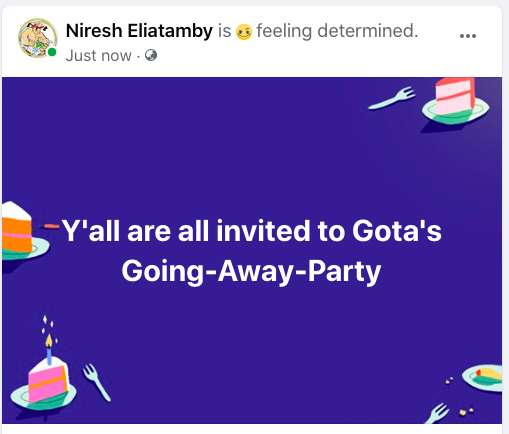 Niresh Eliatamby is 😖 feeling determined.
Just now ·
Y'all are all invited to Gota's
Going-Away-Party